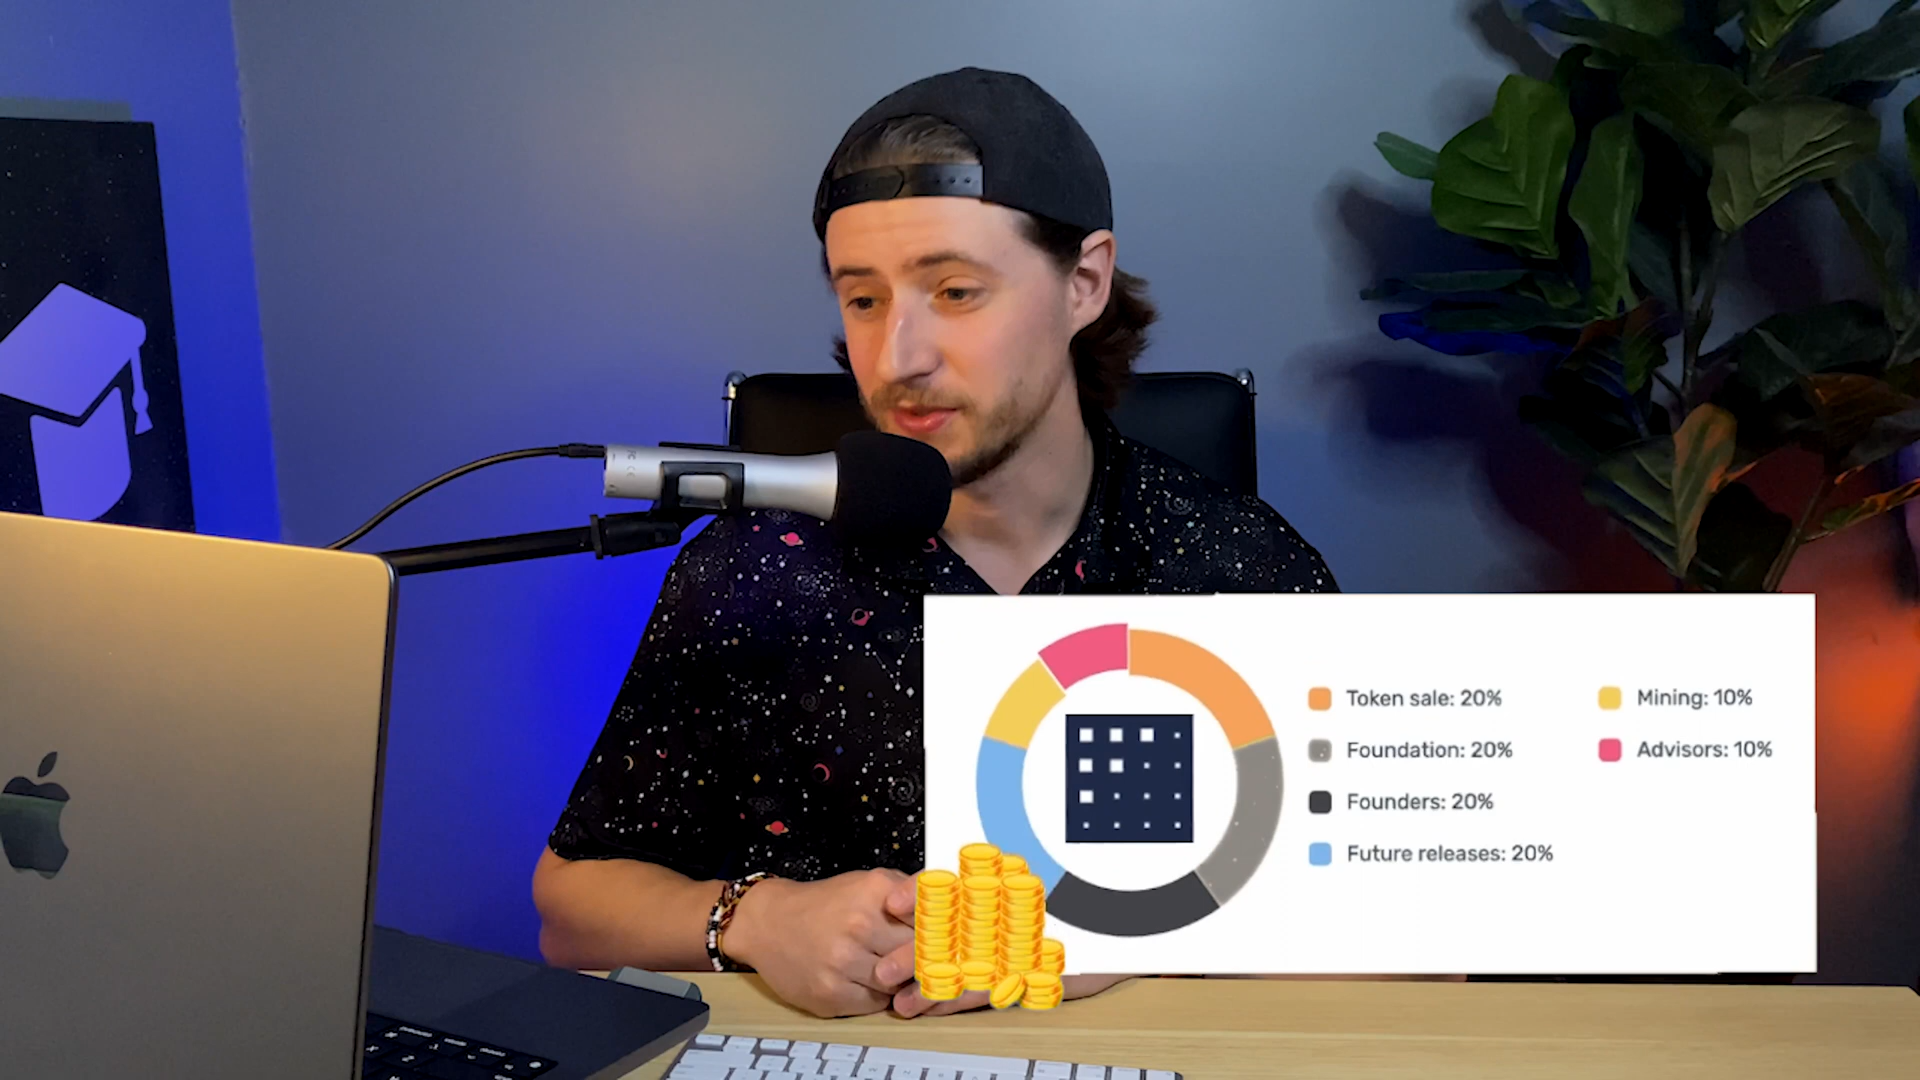 Token sale: 20%
Foundation: 20%
Founders: 20%
Future releases: 20%
Mining: 10%
Advisors: 10%